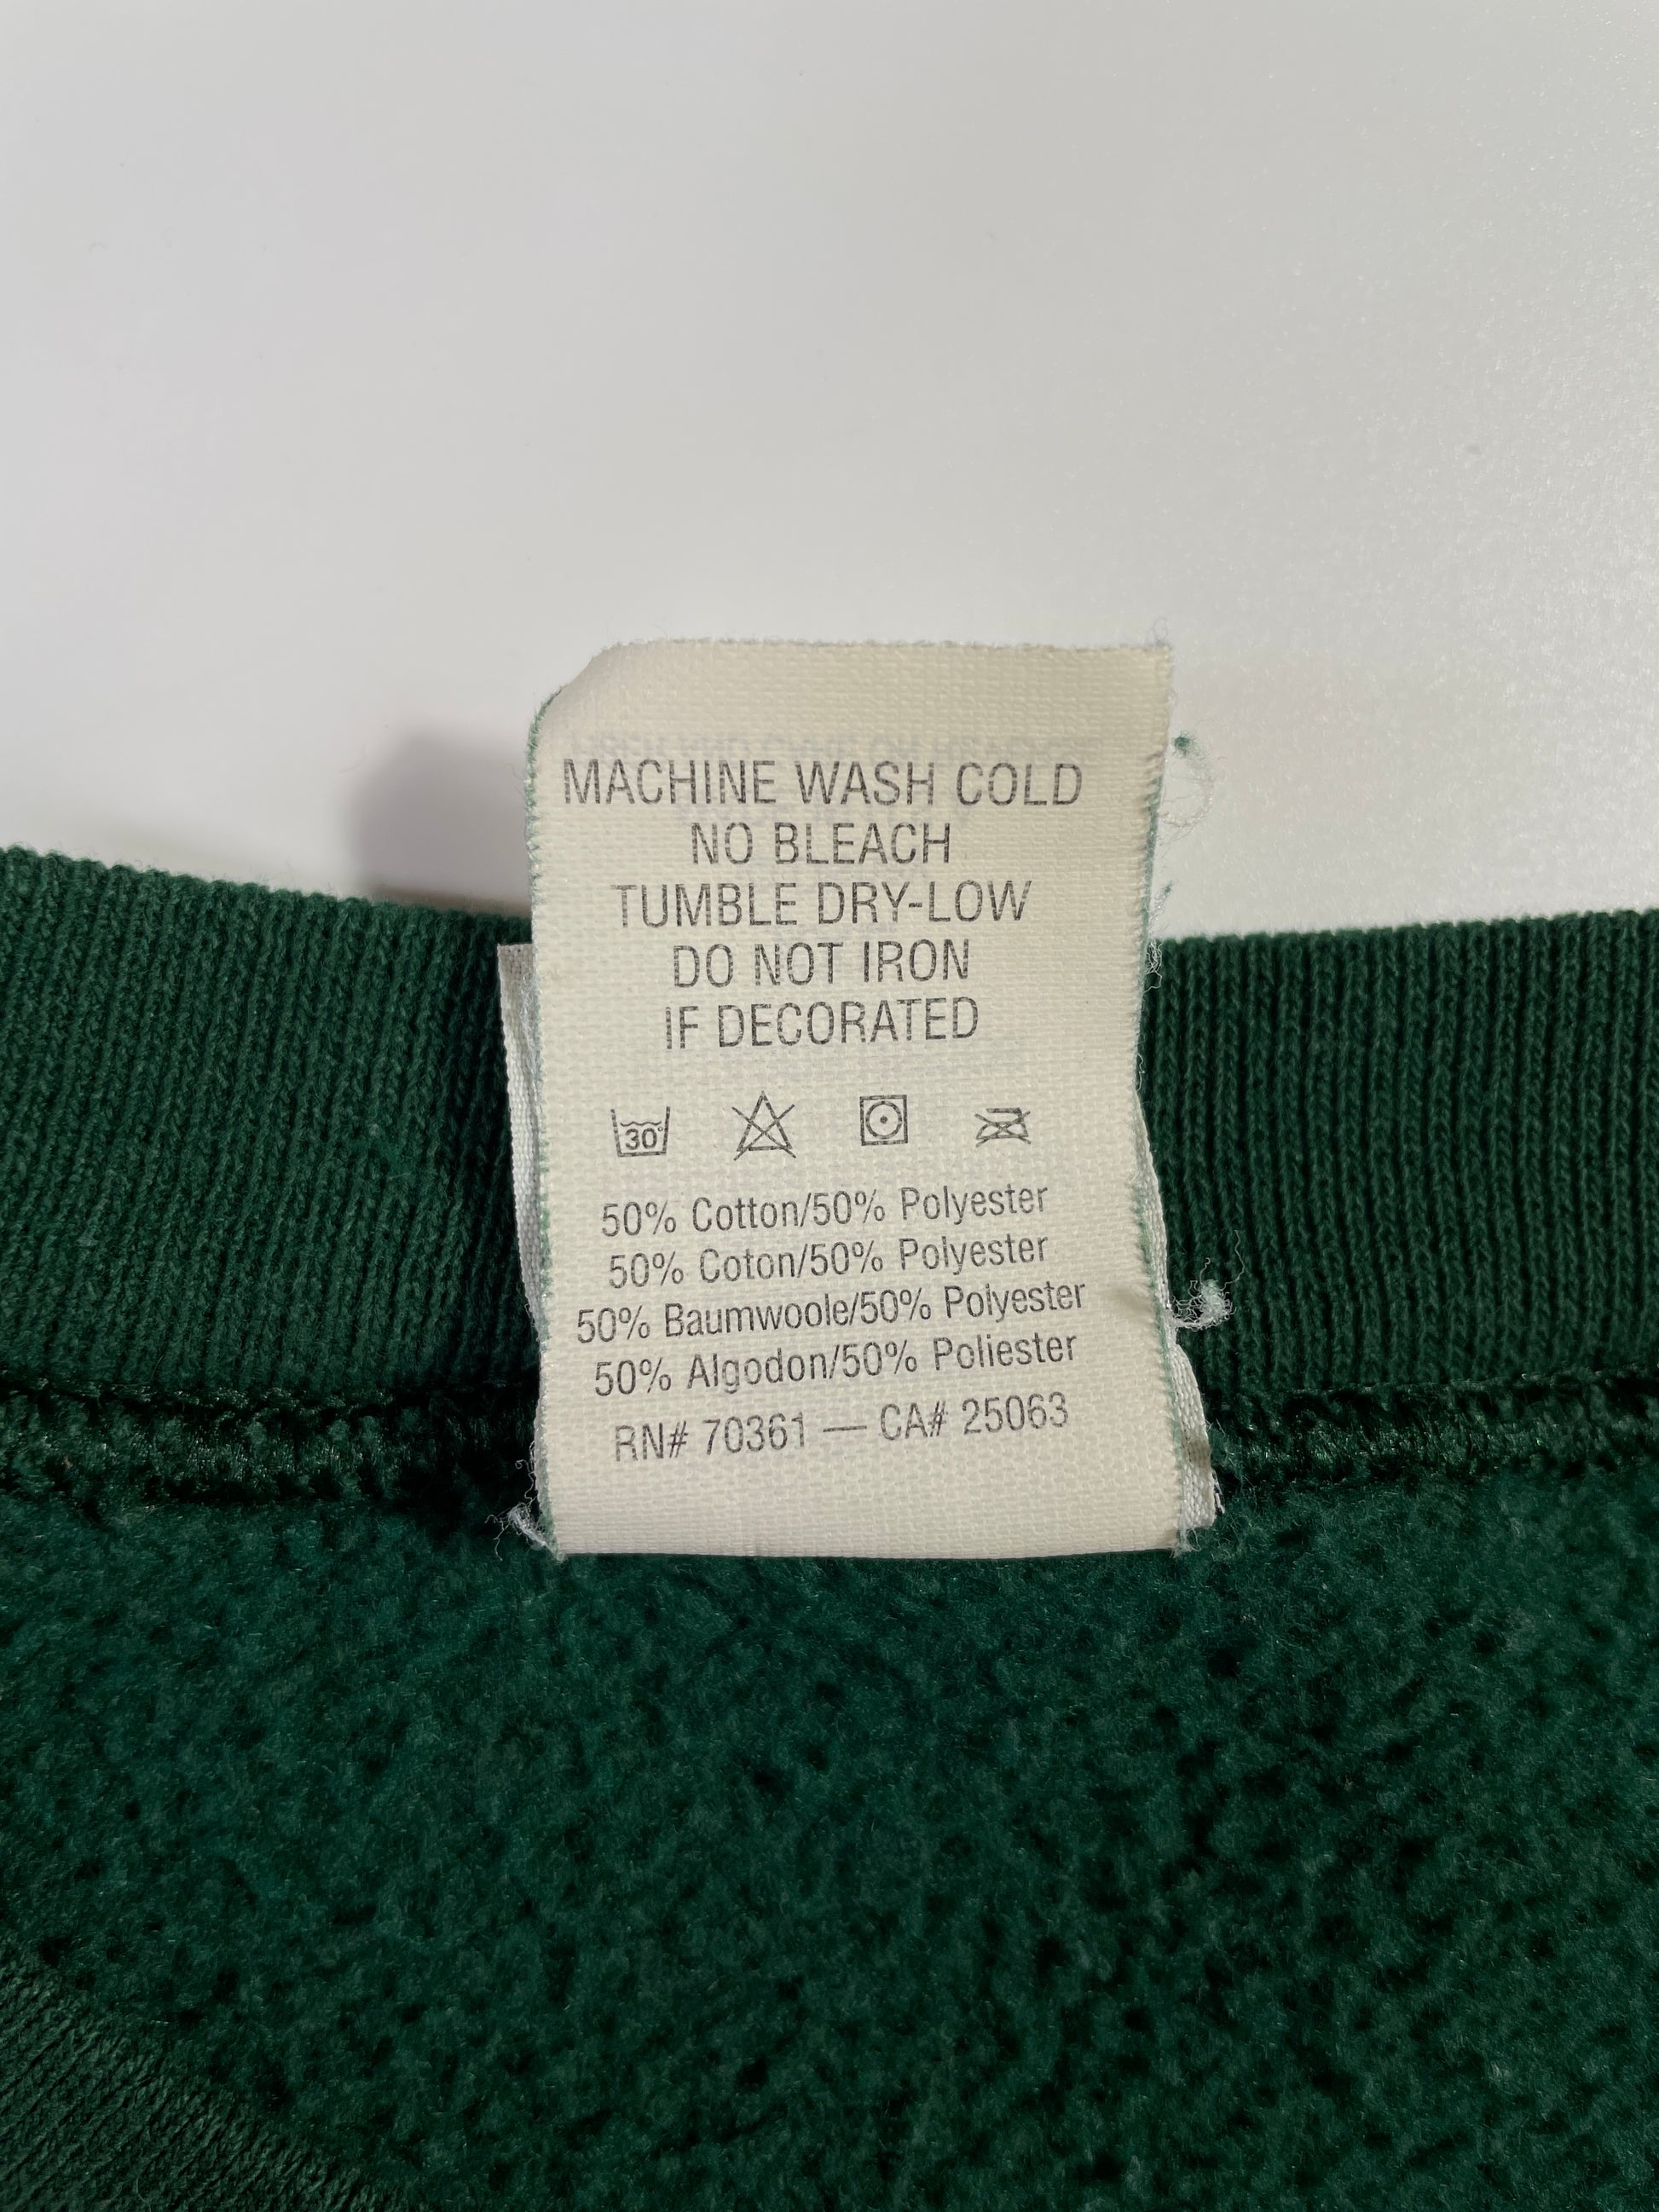 MACHINE WASH COLD
NO BLEACH
TUMBLE DRY-LOW
DO NOT IRON
IF DECORATED
30°
50% Cotton/50% Polyester
50% Coton/50% Polyester
50% Baumwoole/50% Polyester
50% Algodon/50% Poliester
RN# 70361 — CA# 25063